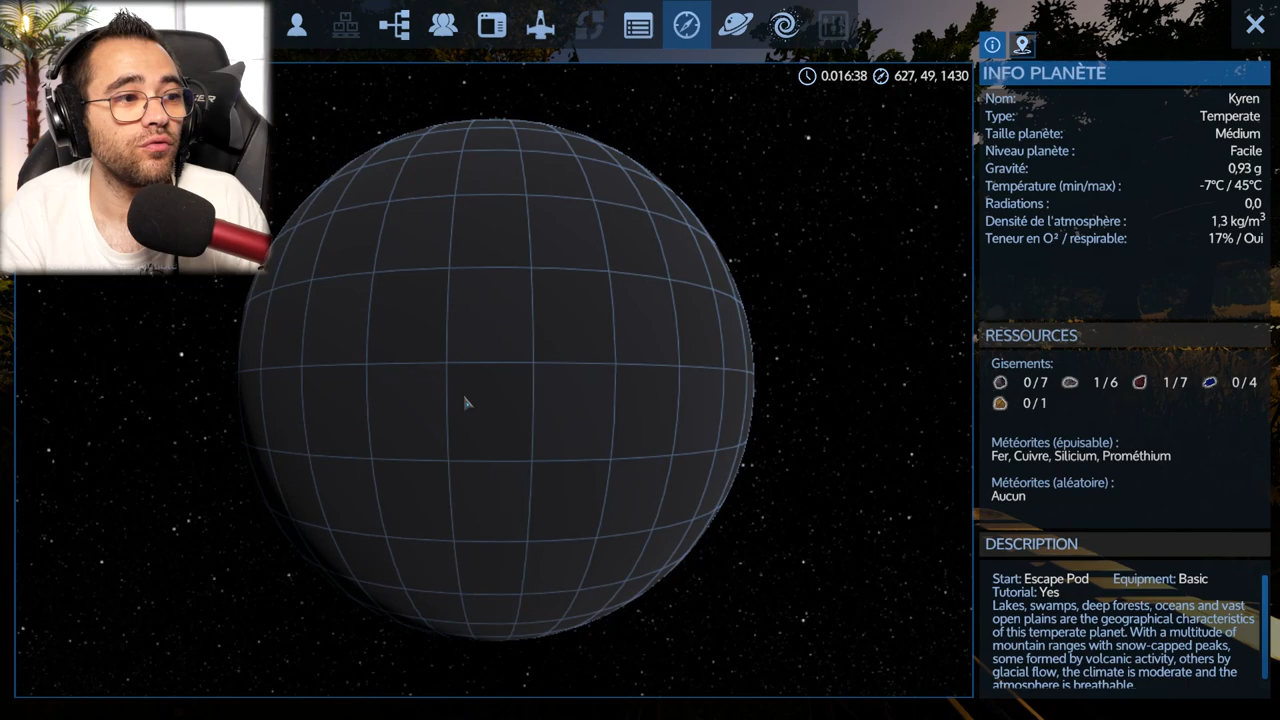 0.016:38 627, 49, 1430
INFO PLANÈTE
Nom: Kyren
Type: Temperate
Taille planète: Médium
Niveau planète : Facile
Gravité: 0,93 g
Température (min/max) : -7°C / 45°C
Radiations : 0,0
Densité de l'atmosphère : 1,3 kg/m³
Teneur en O² / réspirable: 17% / Oui
RESSOURCES
Gisements:
0/7 1/6 1/7 0/4
0/1
Météorites (épuisable) :
Fer, Cuivre, Silicium, Prométhium
Météorites (aléatoire) :
Aucun
DESCRIPTION
Start: Escape Pod Equipment: Basic
Tutorial: Yes
Lakes, swamps, deep forests, oceans and vast
open plains are the geographical characteristics
of this temperate planet. With a multitude of
mountain ranges with snow-capped peaks,
some formed by volcanic activity, others by
glacial flow, the climate is moderate and the
atmosphere is breathable.